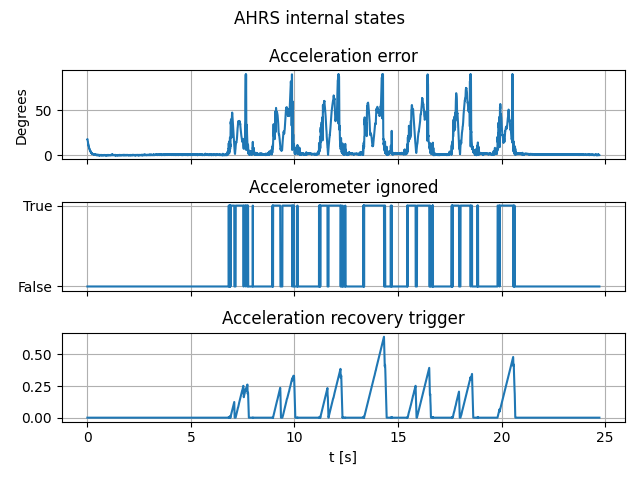 AHRS internal states
Acceleration error
Degrees
50
0
Accelerometer ignored
True
False
Acceleration recovery trigger
0.50
0.25
0.00
0 5 10 15 20 25
t [s]